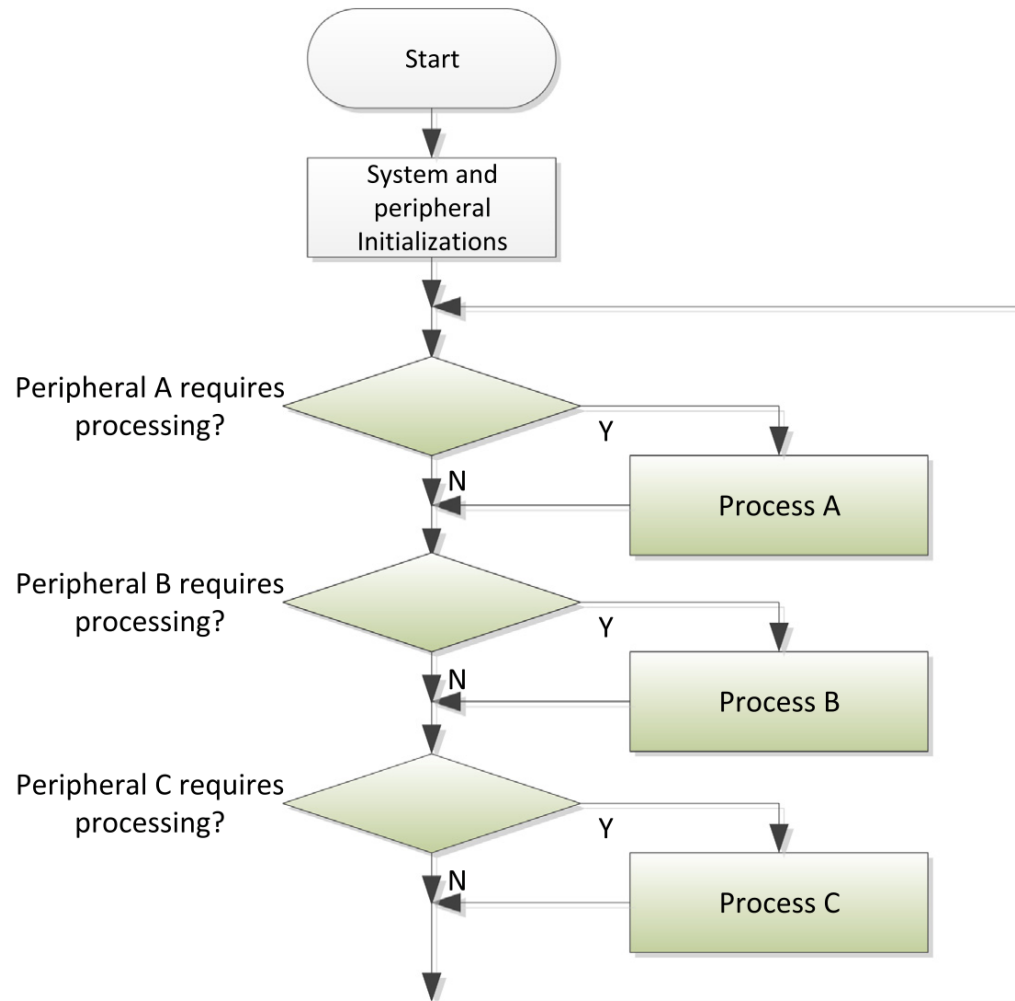 Start
System and
peripheral
Initializations
Peripheral A requires
processing?
Y
N
Process A
Peripheral B requires
processing?
Y
N
Process B
Peripheral C requires
processing?
Y
N
Process C